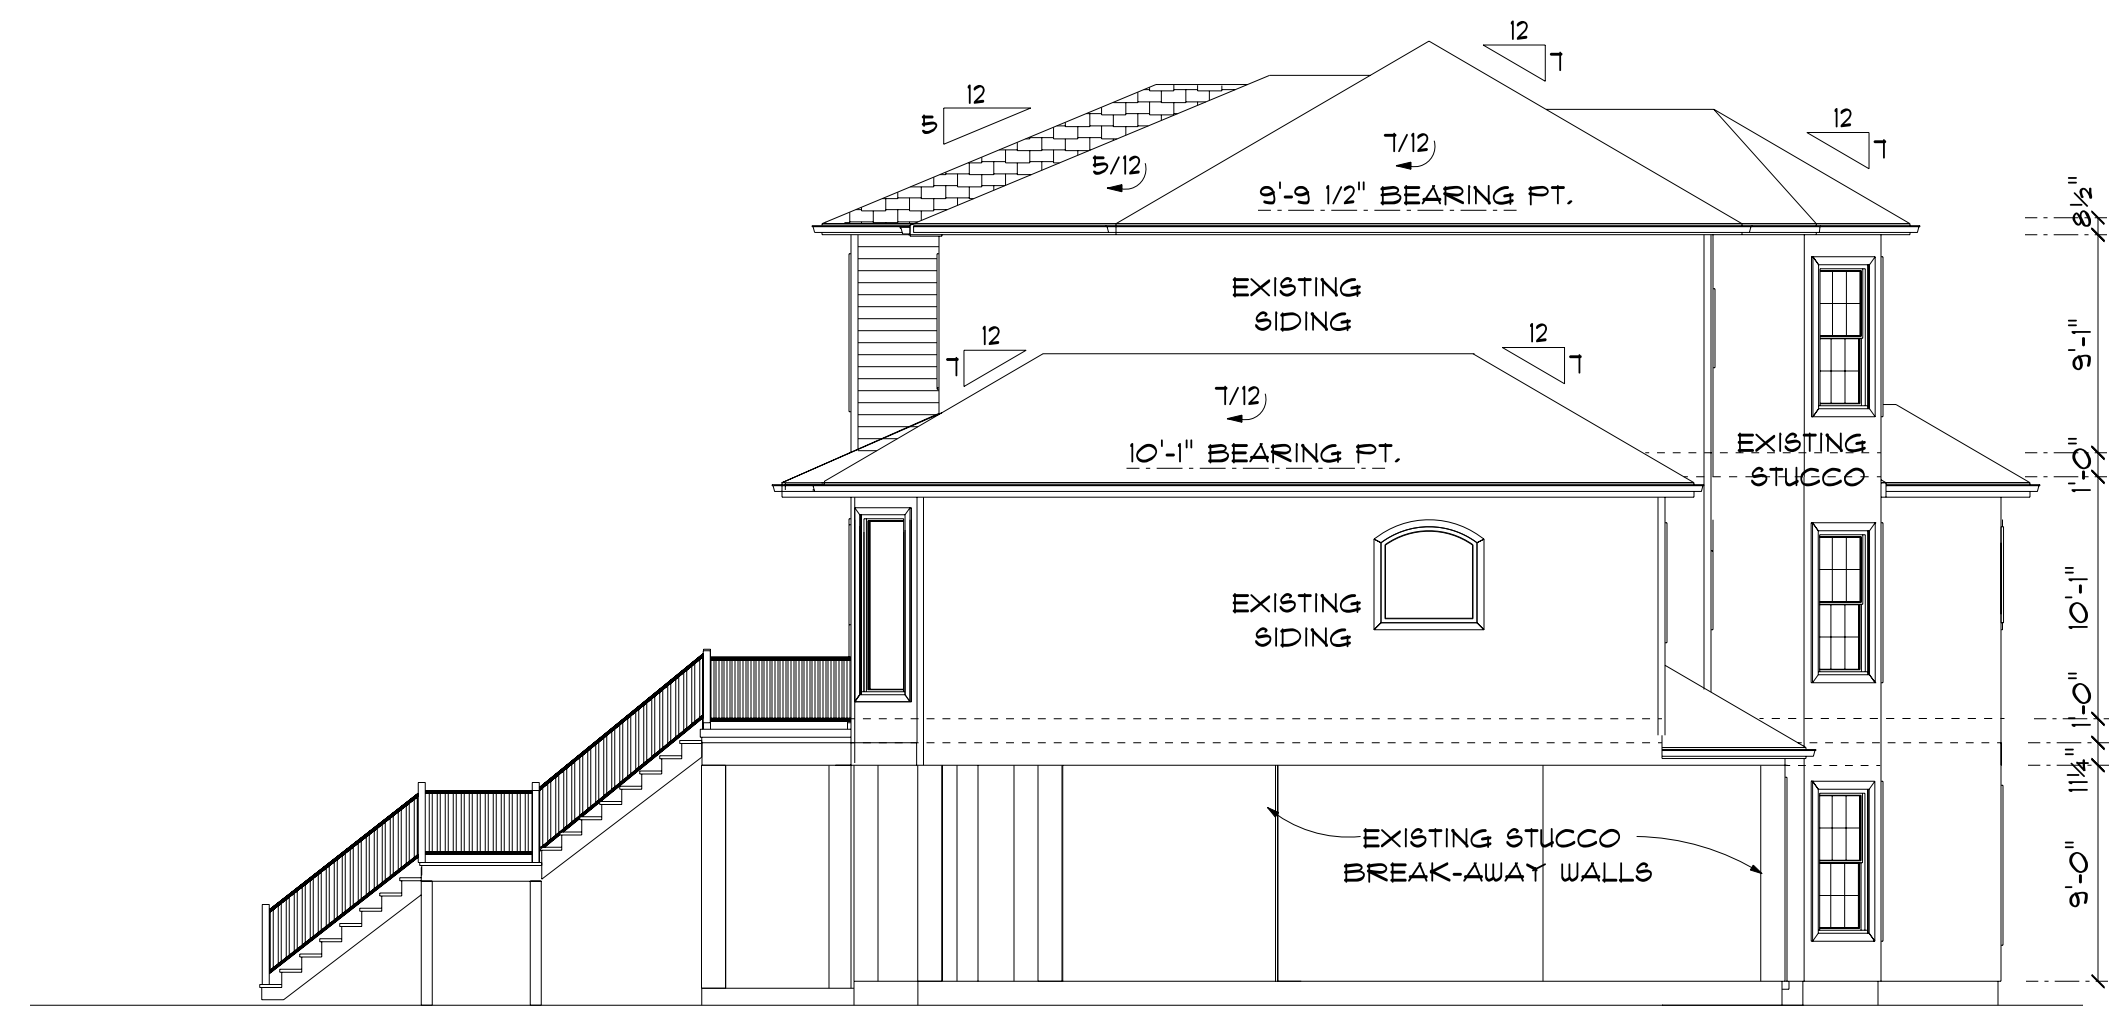 12
7
12
5
12
7
7/12
5/12
9'-9 1/2" BEARING PT.
8½"
EXISTING
SIDING
12
7
12
7
9'-1"
7/12
10'-1" BEARING PT.
EXISTING
STUCCO
1'-0"
EXISTING
SIDING
10'-1"
1'-0"
11¼"
EXISTING STUCCO
BREAK-AWAY WALLS
9'-0"